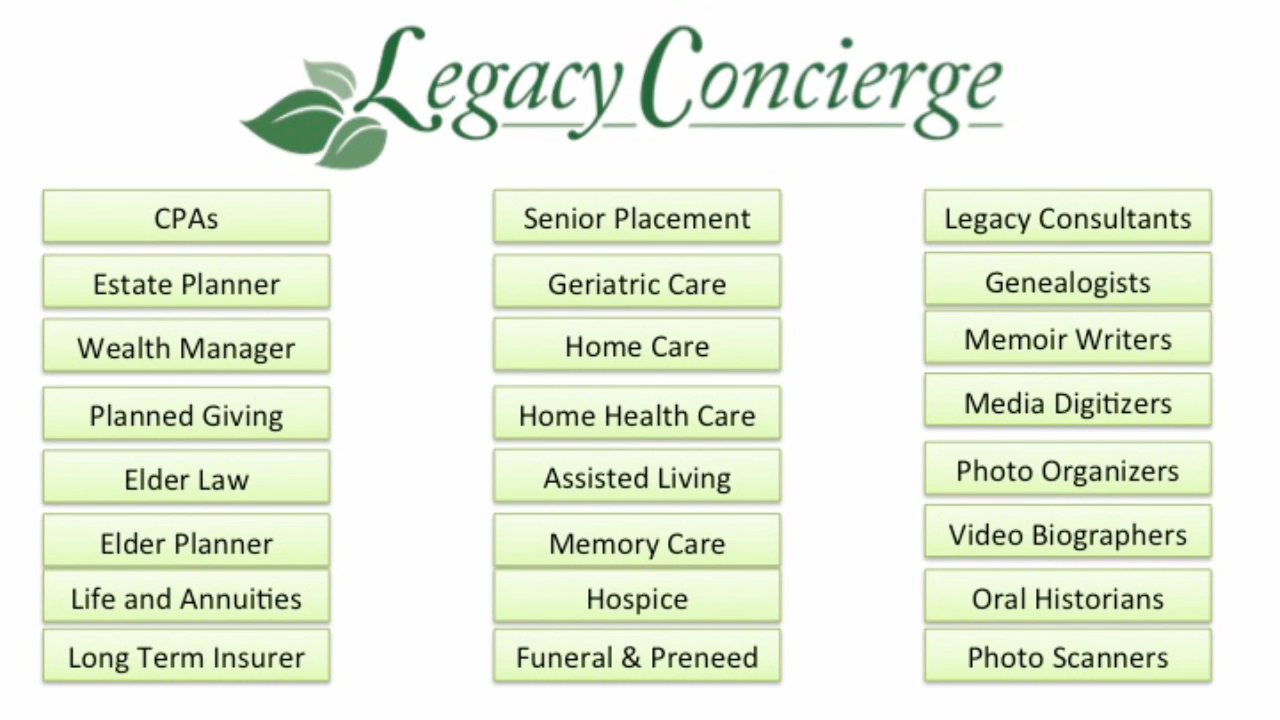 Legacy Concierge
CPAs
Estate Planner
Wealth Manager
Planned Giving
Elder Law
Elder Planner
Life and Annuities
Long Term Insurer
Senior Placement
Geriatric Care
Home Care
Home Health Care
Assisted Living
Memory Care
Hospice
Funeral & Preneed
Legacy Consultants
Genealogists
Memoir Writers
Media Digitizers
Photo Organizers
Video Biographers
Oral Historians
Photo Scanners